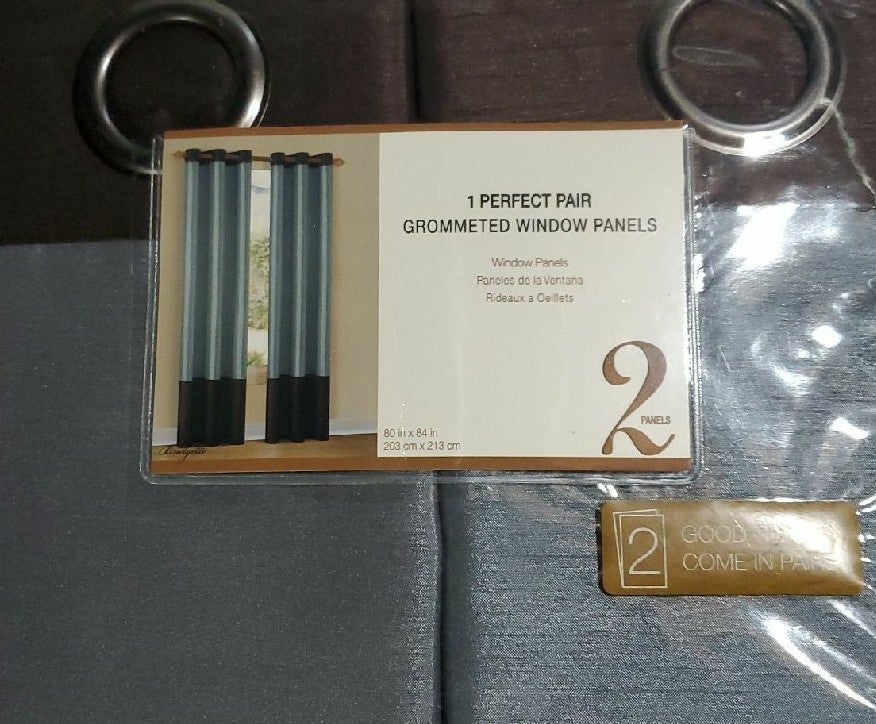 1 PERFECT PAIR
GROMMETED WINDOW PANELS
Window Panels
Paneles de la Ventana
Rideaux a Oeillets
2
PANELS
80 in x 84 in
203 cm x 213 cm
2
GOOD
COME IN PAIRS